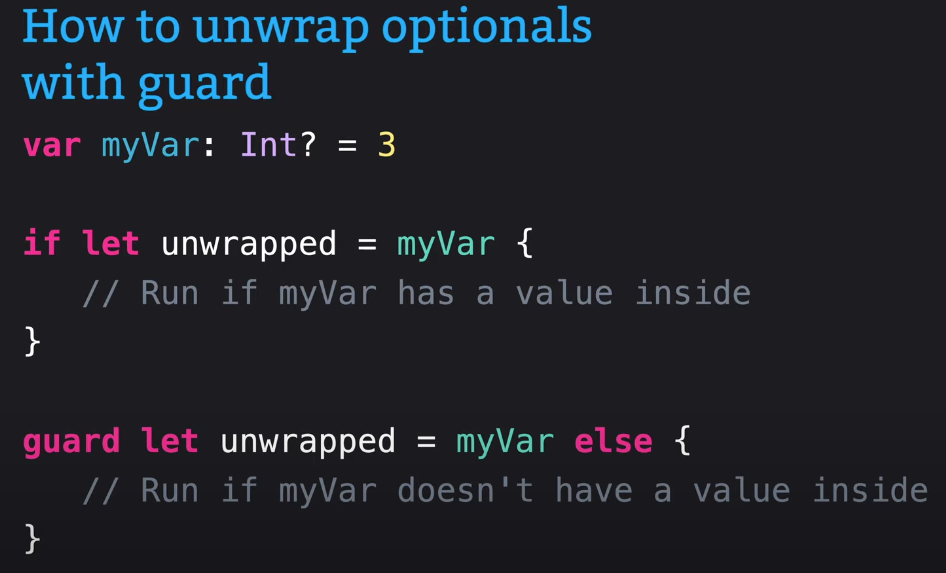 How to unwrap optionals
with guard
var myVar: Int? = 3
if let unwrapped = myVar {
// Run if myVar has a value inside
}
guard let unwrapped = myVar else {
// Run if myVar doesn't have a value inside
}